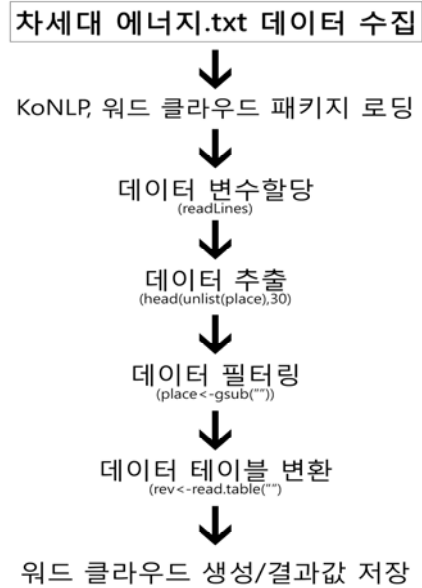 차세대 에너지.txt 데이터 수집
KoNLP, 워드 클라우드 패키지 로딩
데이터 변수할당
(readLines)
데이터 추출
(head(unlist(place),30)
데이터 필터링
(place<-gsub(""))
데이터 테이블 변환
(rev<-read.table("")
워드 클라우드 생성/결과값 저장